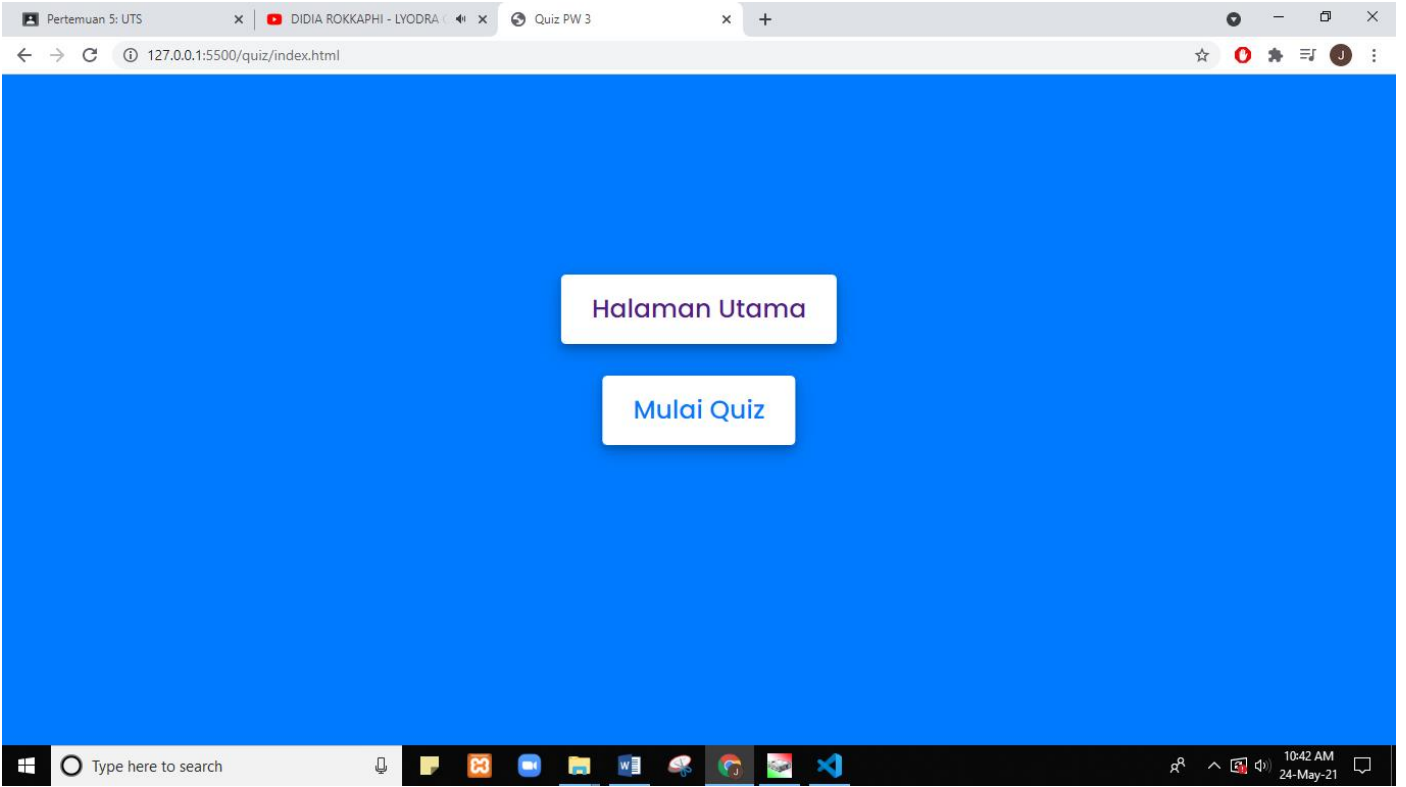 Pertemuan 5: UTS
DIDIA ROKKAPHI - LYODRA
Quiz PW 3
127.0.0.1:5500/quiz/index.html
J
Halaman Utama
Mulai Quiz
Type here to search
10:42 AM
24-May-21